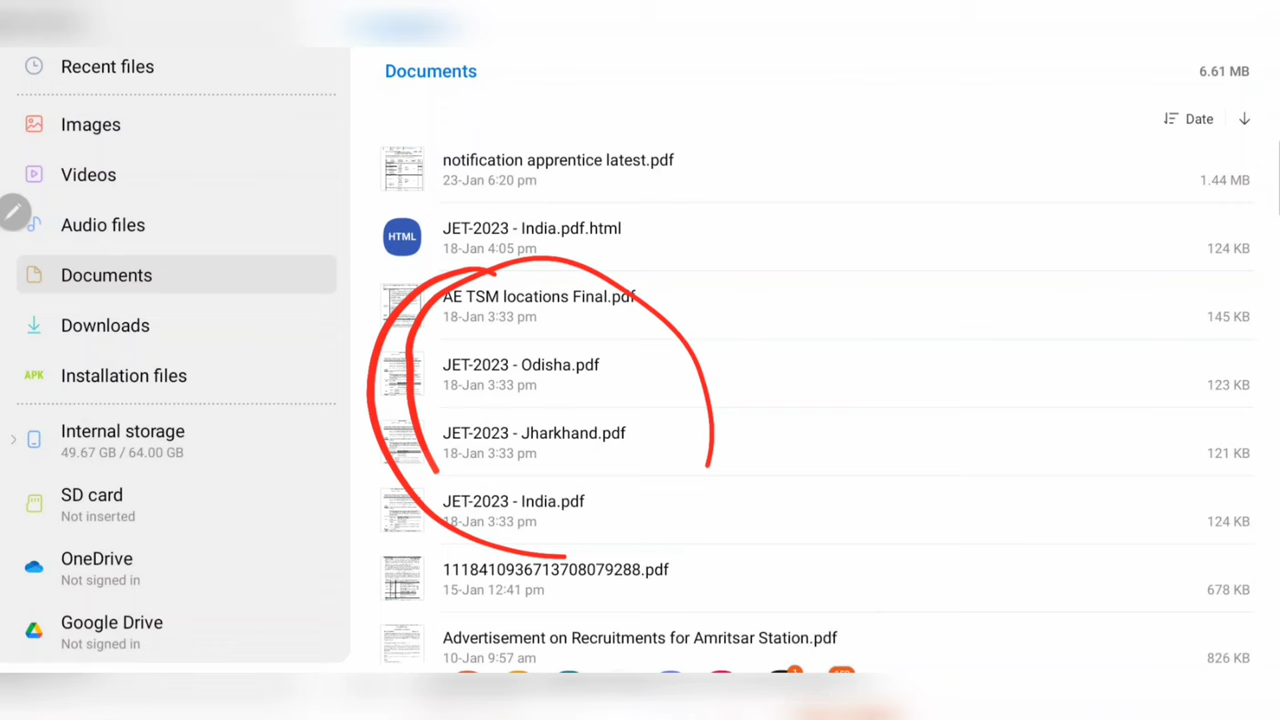 Recent files
Images
Videos
Audio files
Documents
Downloads
APK Installation files
Internal storage
49.67 GB / 64.00 GB
SD card
Not inserted
OneDrive
Not signed in
Google Drive
Not signed in
Documents 6.61 MB
Date
notification apprentice latest.pdf
23-Jan 6:20 pm 1.44 MB
HTML JET-2023 - India.pdf.html
18-Jan 4:05 pm 124 KB
AE TSM locations Final.pdf
18-Jan 3:33 pm 145 KB
JET-2023 - Odisha.pdf
18-Jan 3:33 pm 123 KB
JET-2023 - Jharkhand.pdf
18-Jan 3:33 pm 121 KB
JET-2023 - India.pdf
18-Jan 3:33 pm 124 KB
1118410936713708079288.pdf
15-Jan 12:41 pm 678 KB
Advertisement on Recruitments for Amritsar Station.pdf
10-Jan 9:57 am 826 KB